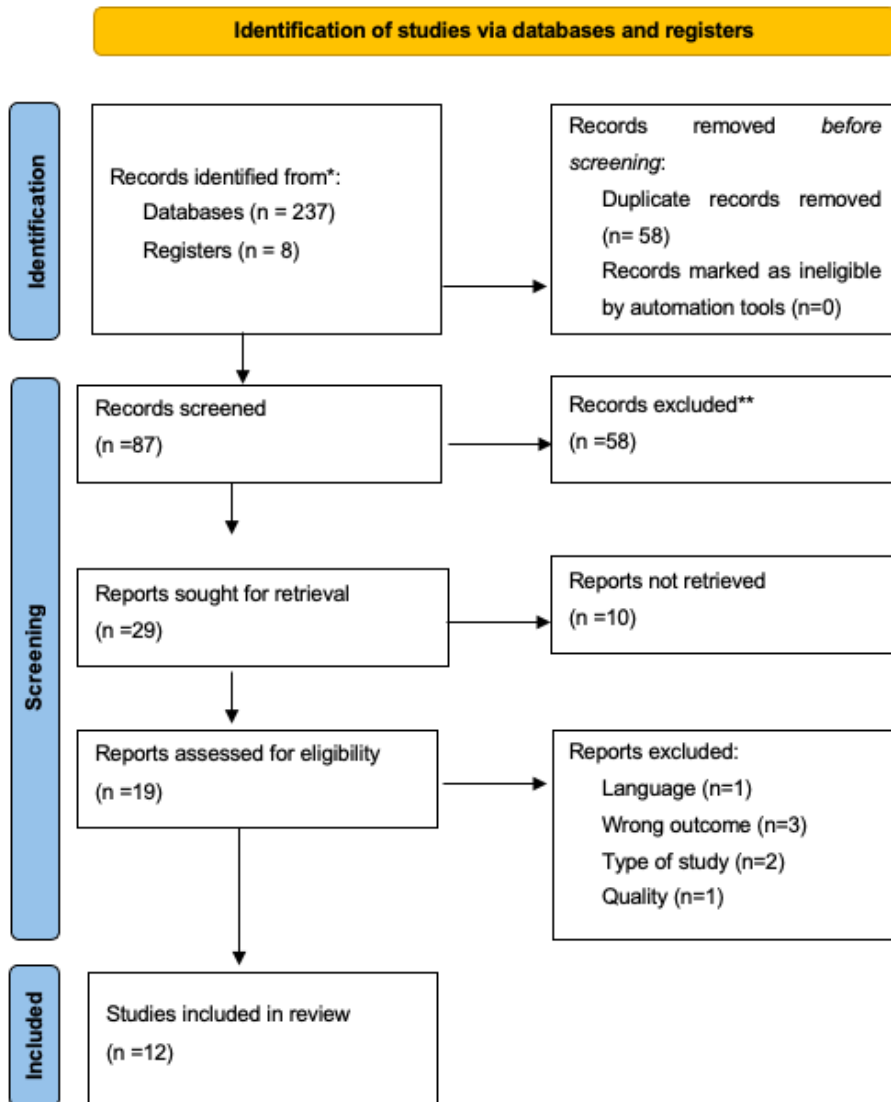 Identification of studies via databases and registers
Identification
Records identified from*:
Databases (n = 237)
Registers (n = 8)
Records removed before
screening:
Duplicate records removed
(n= 58)
Records marked as ineligible
by automation tools (n=0)
Screening
Records screened
(n =87)
Records excluded**
(n =58)
Reports sought for retrieval
(n =29)
Reports not retrieved
(n =10)
Reports assessed for eligibility
(n =19)
Reports excluded:
Language (n=1)
Wrong outcome (n=3)
Type of study (n=2)
Quality (n=1)
Included
Studies included in review
(n =12)